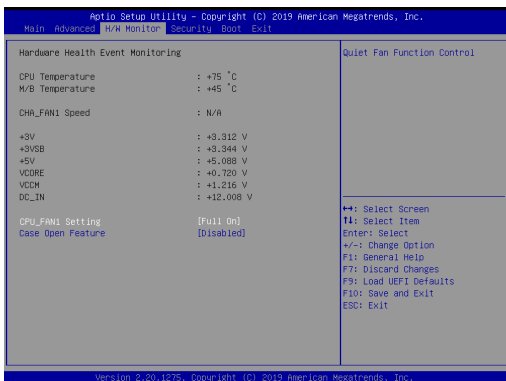 Aptio Setup Utility – Copyright (C) 2019 American Megatrends, Inc.
Main Advanced H/W Monitor Security Boot Exit
Hardware Health Event Monitoring
CPU Temperature : +75 °C
M/B Temperature : +45 °C
CHA_FAN1 Speed : N/A
+3V : +3.312 V
+3VSB : +3.344 V
+5V : +5.088 V
VCORE : +0.720 V
VCCM : +1.216 V
DC_IN : +12.008 V
CPU_FAN1 Setting [Full On]
Case Open Feature [Disabled]
Quiet Fan Function Control
↔: Select Screen
↑↓: Select Item
Enter: Select
+/-: Change Option
F1: General Help
F7: Discard Changes
F9: Load UEFI Defaults
F10: Save and Exit
ESC: Exit
Version 2.20.1275. Copyright (C) 2019 American Megatrends, Inc.